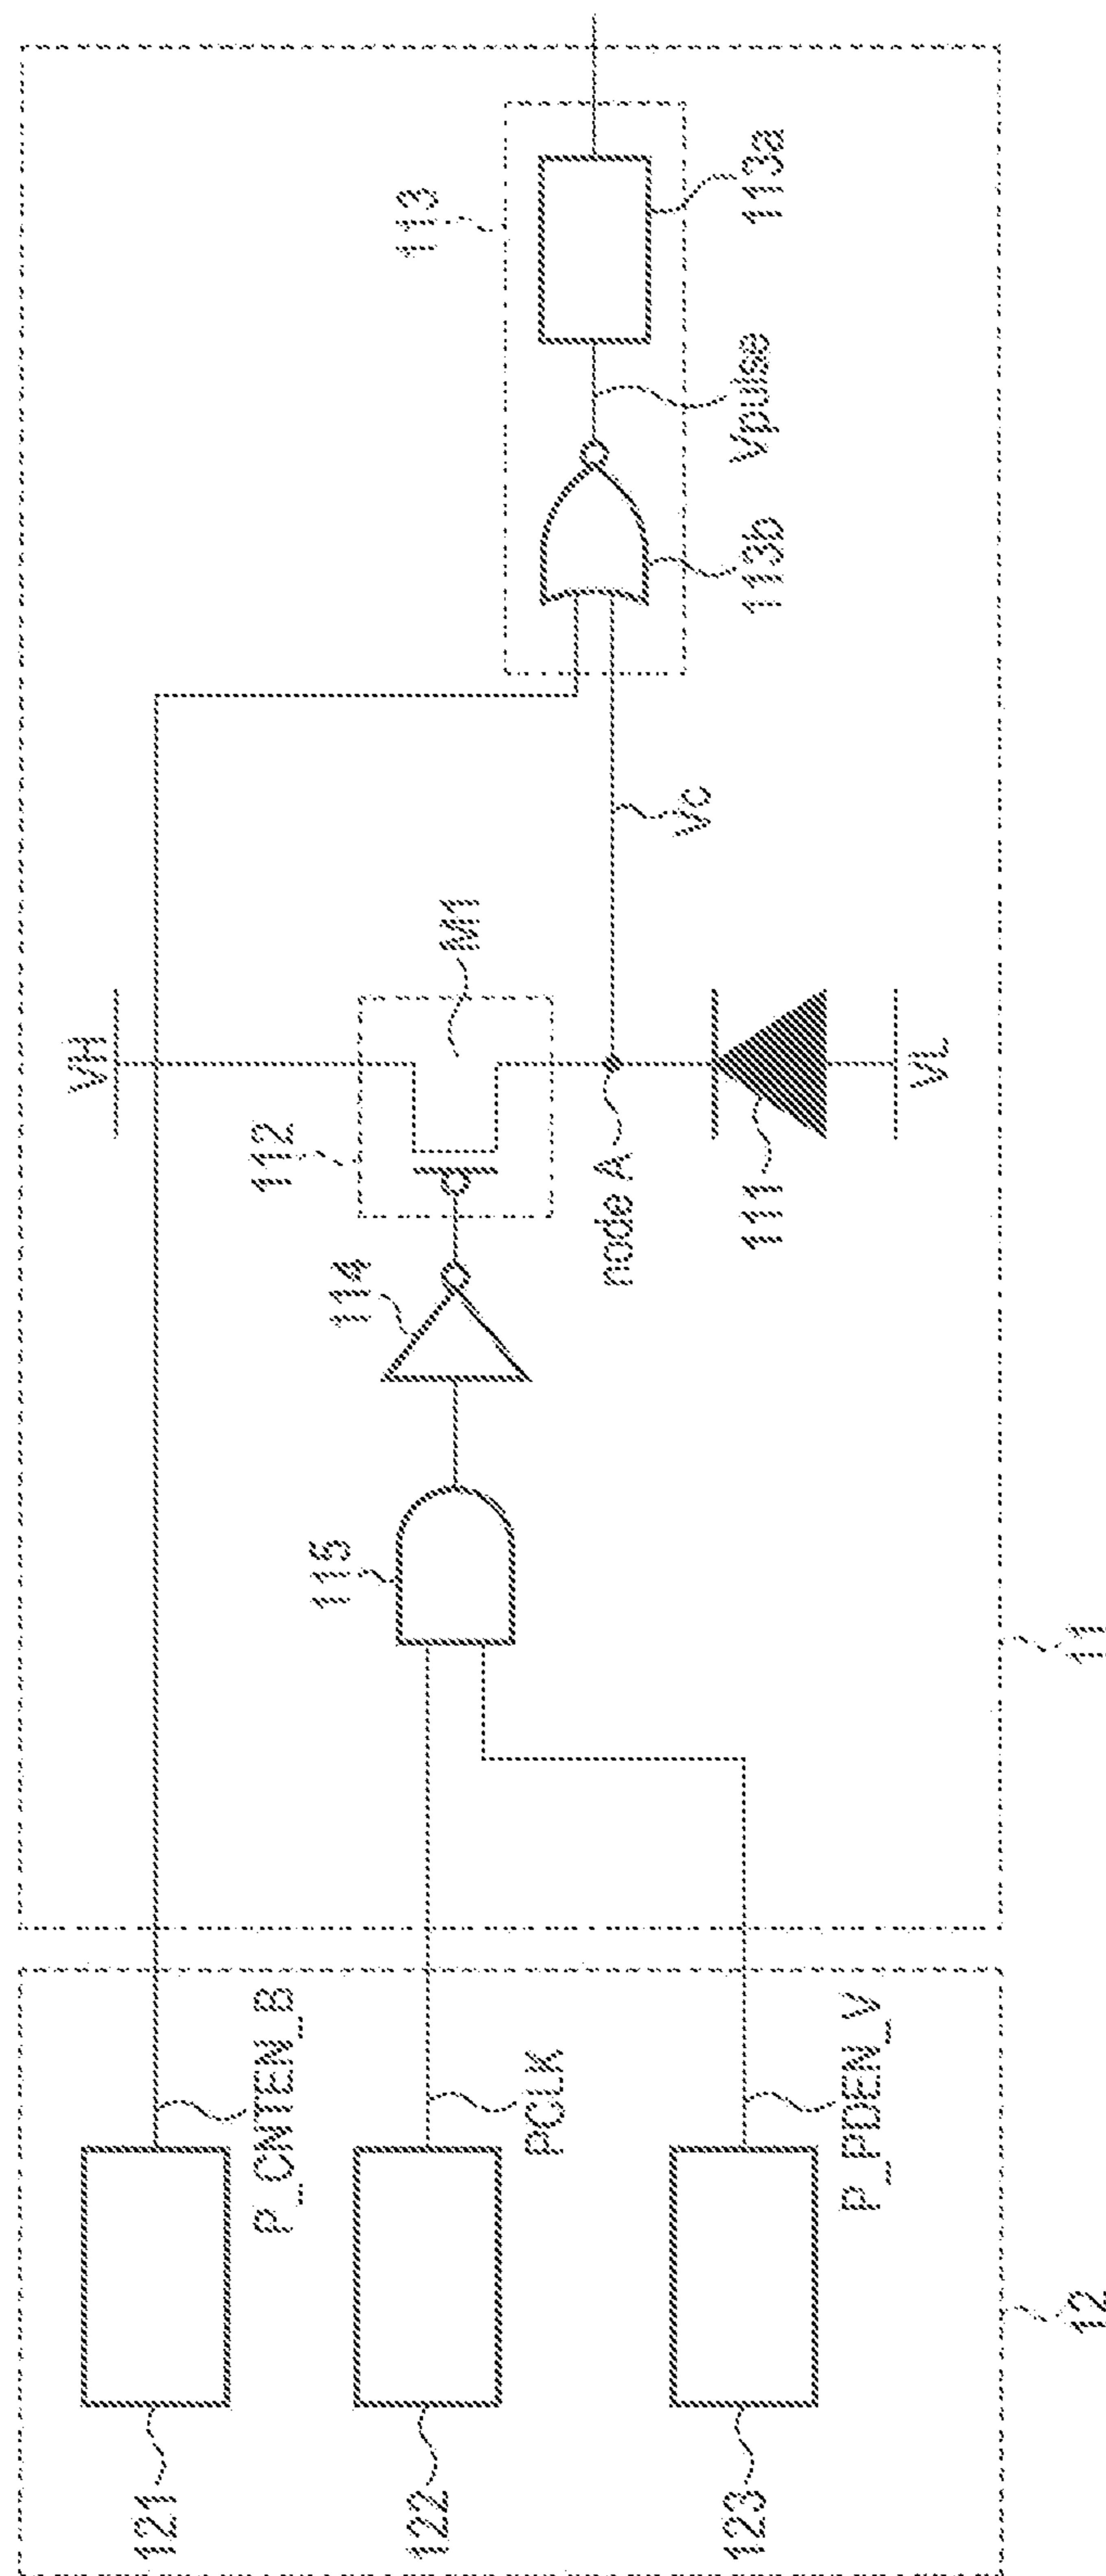 VH
113
112
M1
113a
114
115
Vpulse
113b
Vc
node A
111
VL
11
121
P_CNTEN_B
122
PCLK
123
P_PDEN_V
12